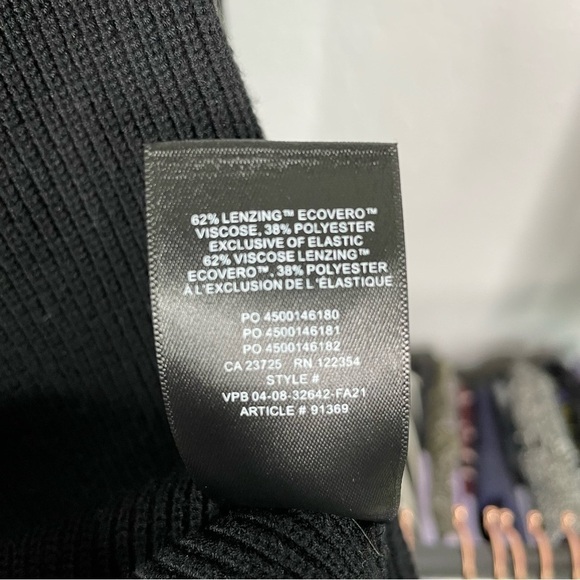 62% LENZING™ ECOVERO™
VISCOSE, 38% POLYESTER
EXCLUSIVE OF ELASTIC
62% VISCOSE LENZING™
ECOVERO™, 38% POLYESTER
À L'EXCLUSION DE L'ÉLASTIQUE
PO 4500146180
PO 4500146181
PO 4500146182
CA 23725 RN 122354
STYLE #
VPB 04-08-32642-FA21
ARTICLE # 91369